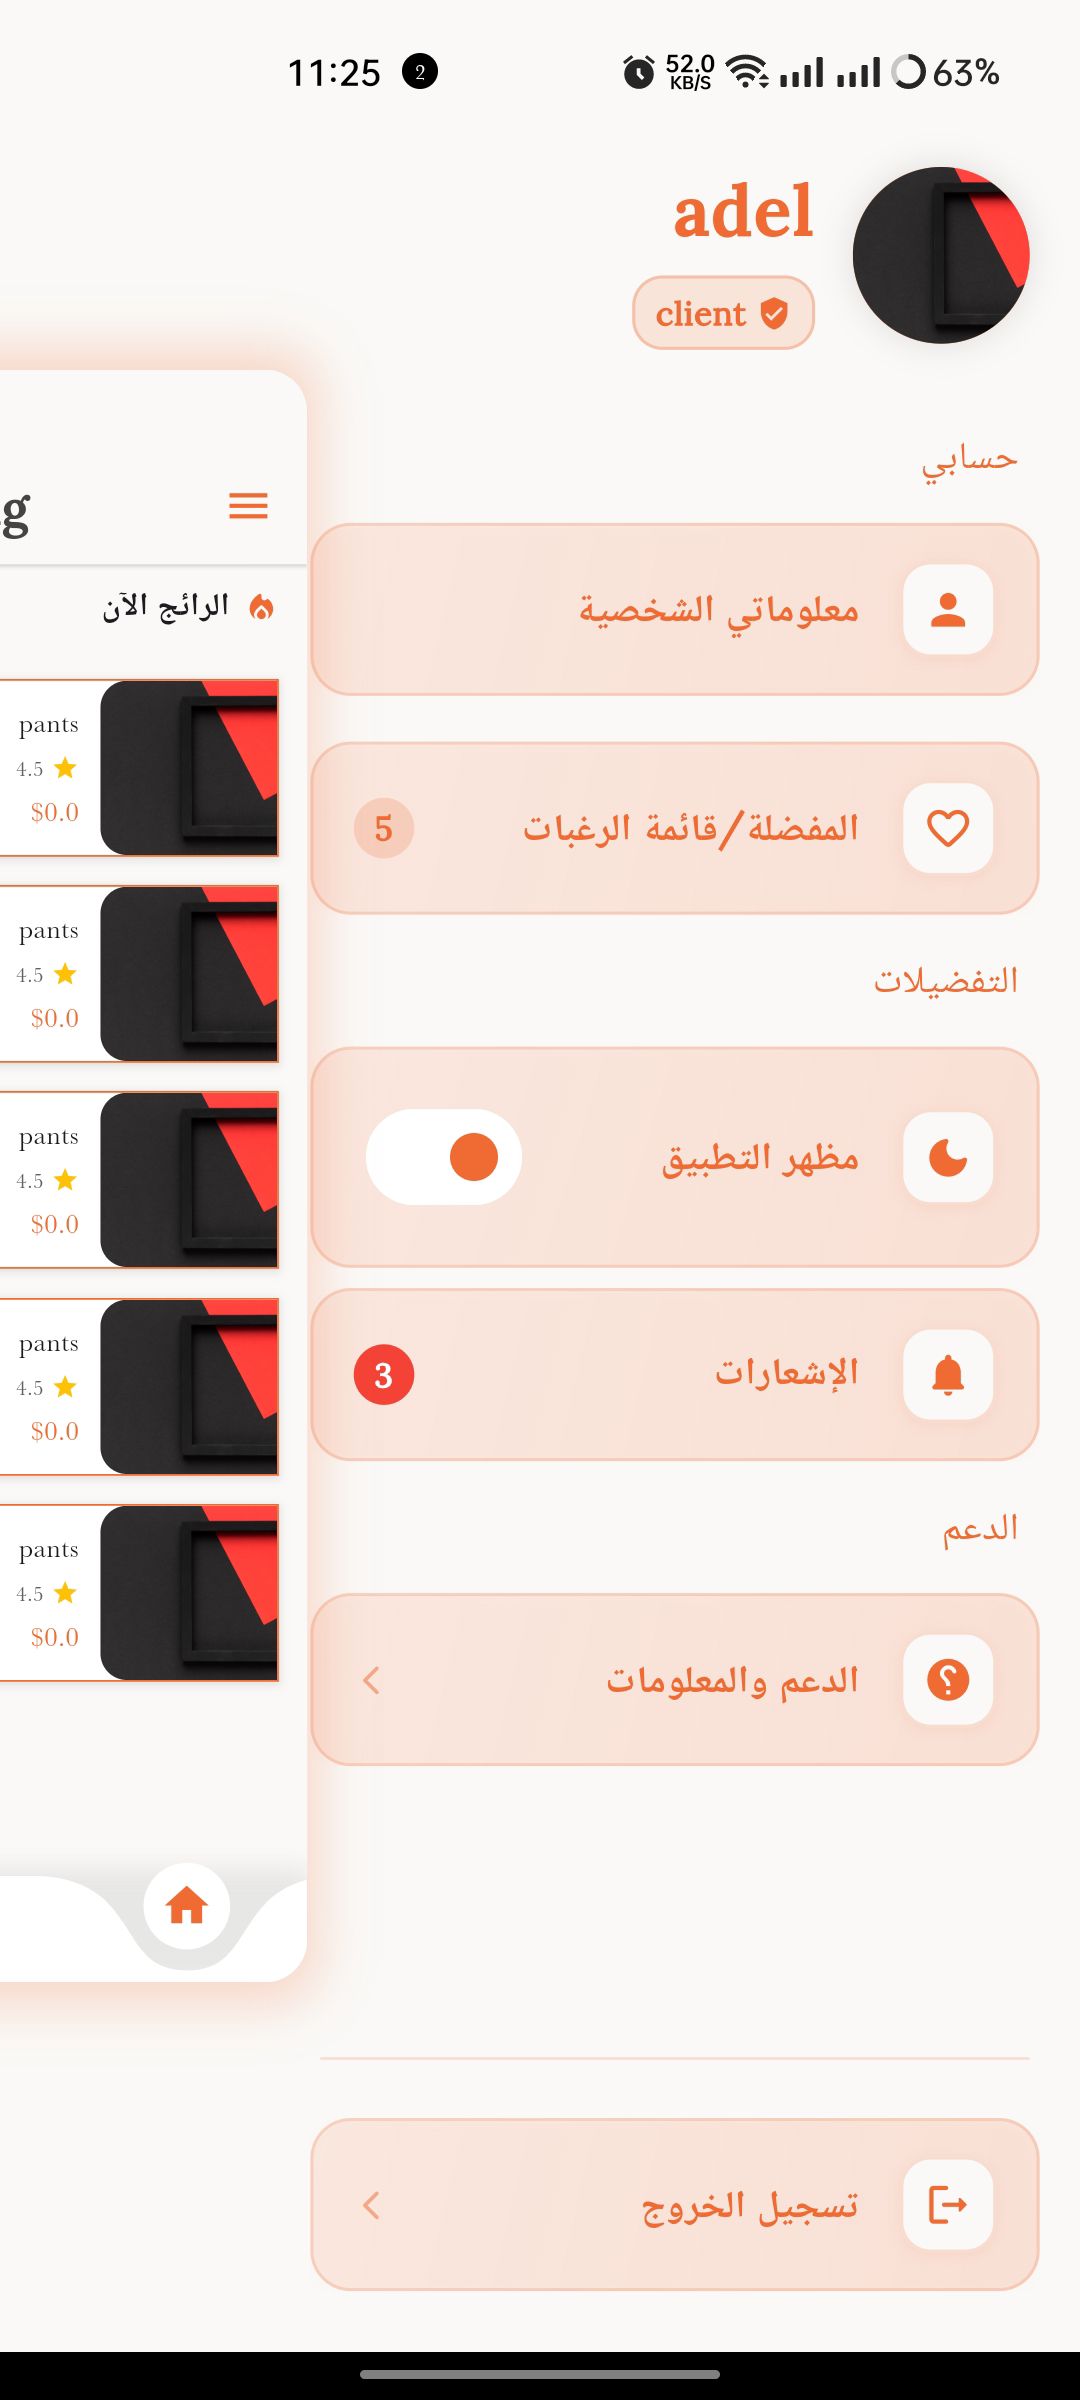 11:25
2
52.0
KB/S
63%
adel
client
حسابي
معلوماتي الشخصية
المفضلة/قائمة الرغبات
5
التفضيلات
مظهر التطبيق
الإشعارات
3
الدعم
الدعم والمعلومات
تسجيل الخروج
g
الرائج الآن
pants
4.5
$0.0
pants
4.5
$0.0
pants
4.5
$0.0
pants
4.5
$0.0
pants
4.5
$0.0